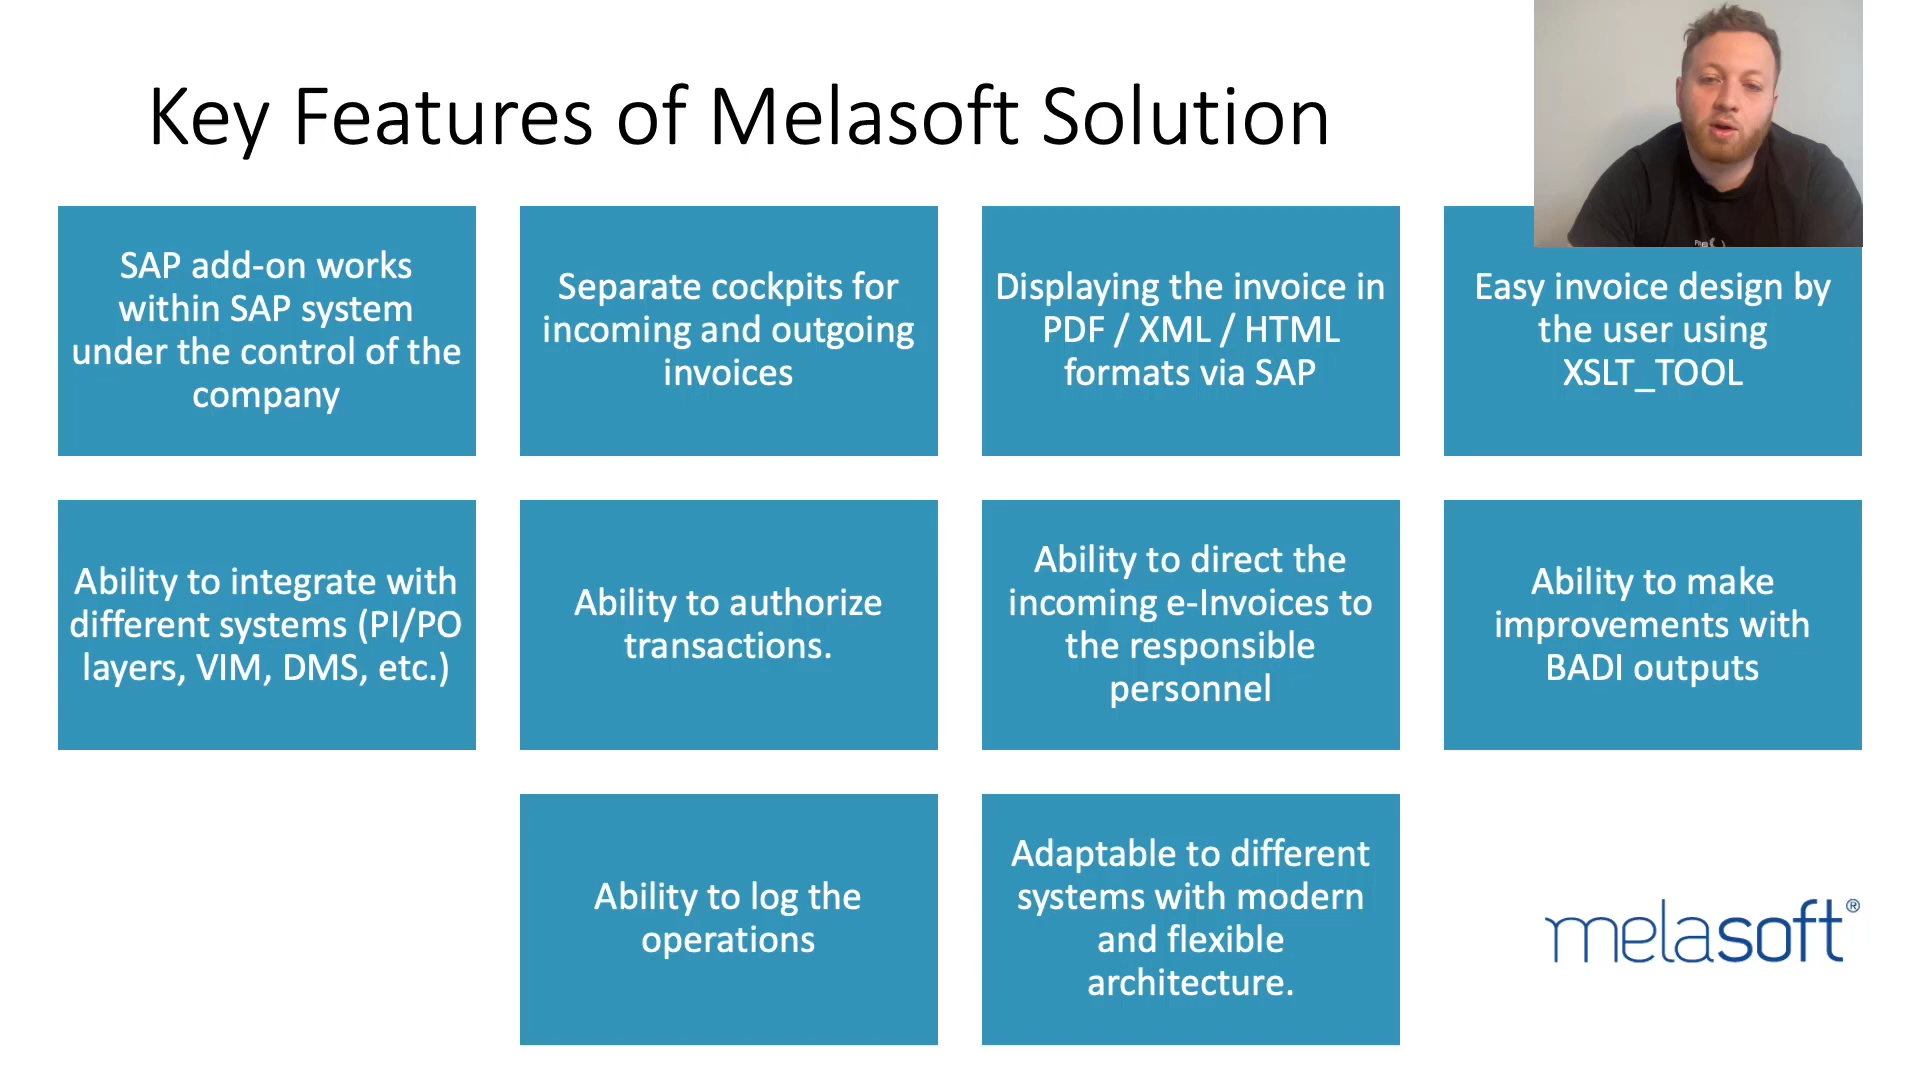 Key Features of Melasoft Solution
SAP add-on works
within SAP system
under the control of the
company
Separate cockpits for
incoming and outgoing
invoices
Displaying the invoice in
PDF / XML / HTML
formats via SAP
Easy invoice design by
the user using
XSLT_TOOL
Ability to integrate with
different systems (PI/PO
layers, VIM, DMS, etc.)
Ability to authorize
transactions.
Ability to direct the
incoming e-Invoices to
the responsible
personnel
Ability to make
improvements with
BADI outputs
Ability to log the
operations
Adaptable to different
systems with modern
and flexible
architecture.
melasoft®